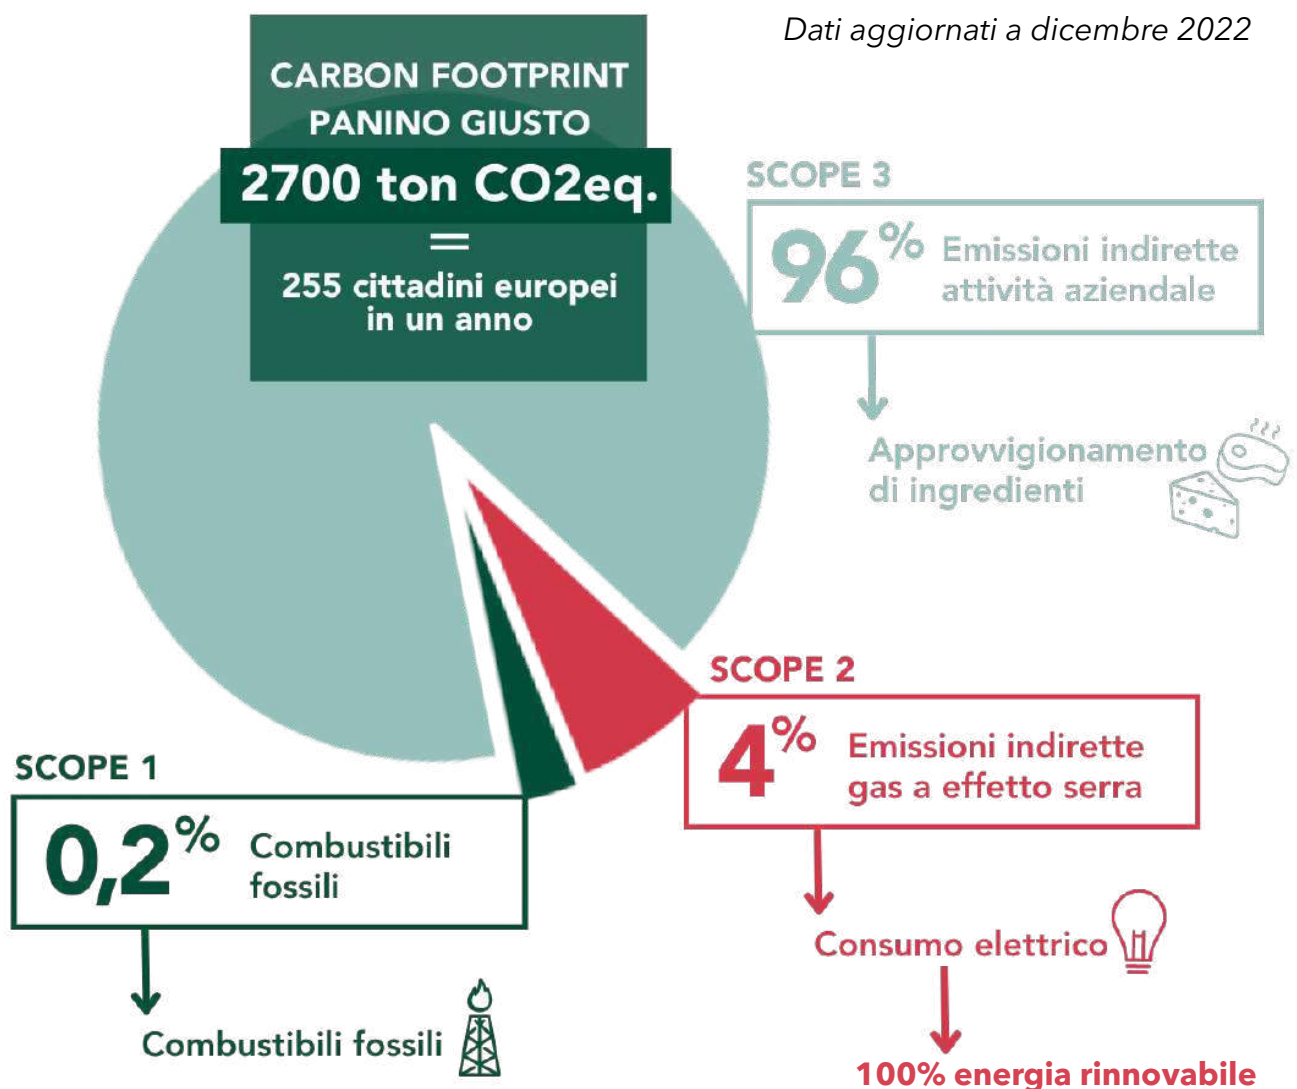 Dati aggiornati a dicembre 2022
CARBON FOOTPRINT
PANINO GIUSTO
2700 ton CO2eq.
=
255 cittadini europei
in un anno
SCOPE 3
96% Emissioni indirette
attività aziendale
Approvvigionamento
di ingredienti
SCOPE 2
4% Emissioni indirette
gas a effetto serra
Consumo elettrico
100% energia rinnovabile
SCOPE 1
0,2% Combustibili
fossili
Combustibili fossili